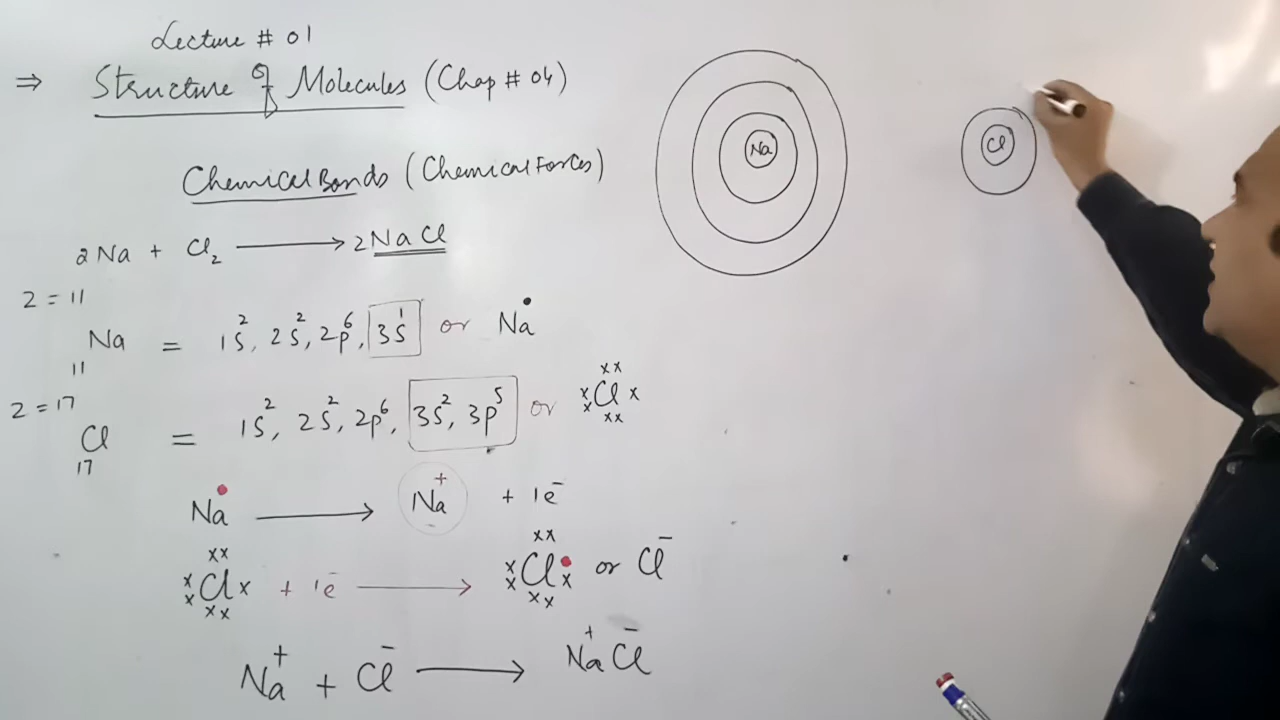 Lecture # 01
⇒ Structure of Molecules (Chap # 04)
Chemical Bonds (Chemical Forces)
2Na + Cl₂ ⟶ 2NaCl
Z = 11
₁₁Na = 1S², 2S², 2p⁶, 3S¹ or Na•
Z = 17
₁₇Cl = 1S², 2S², 2p⁶, 3S², 3p⁵ or Cl
Na• ⟶ Na⁺ + 1e⁻
Cl + 1e⁻ ⟶ Cl or Cl⁻
Na⁺ + Cl⁻ ⟶ Na⁺Cl⁻
Na
Cl